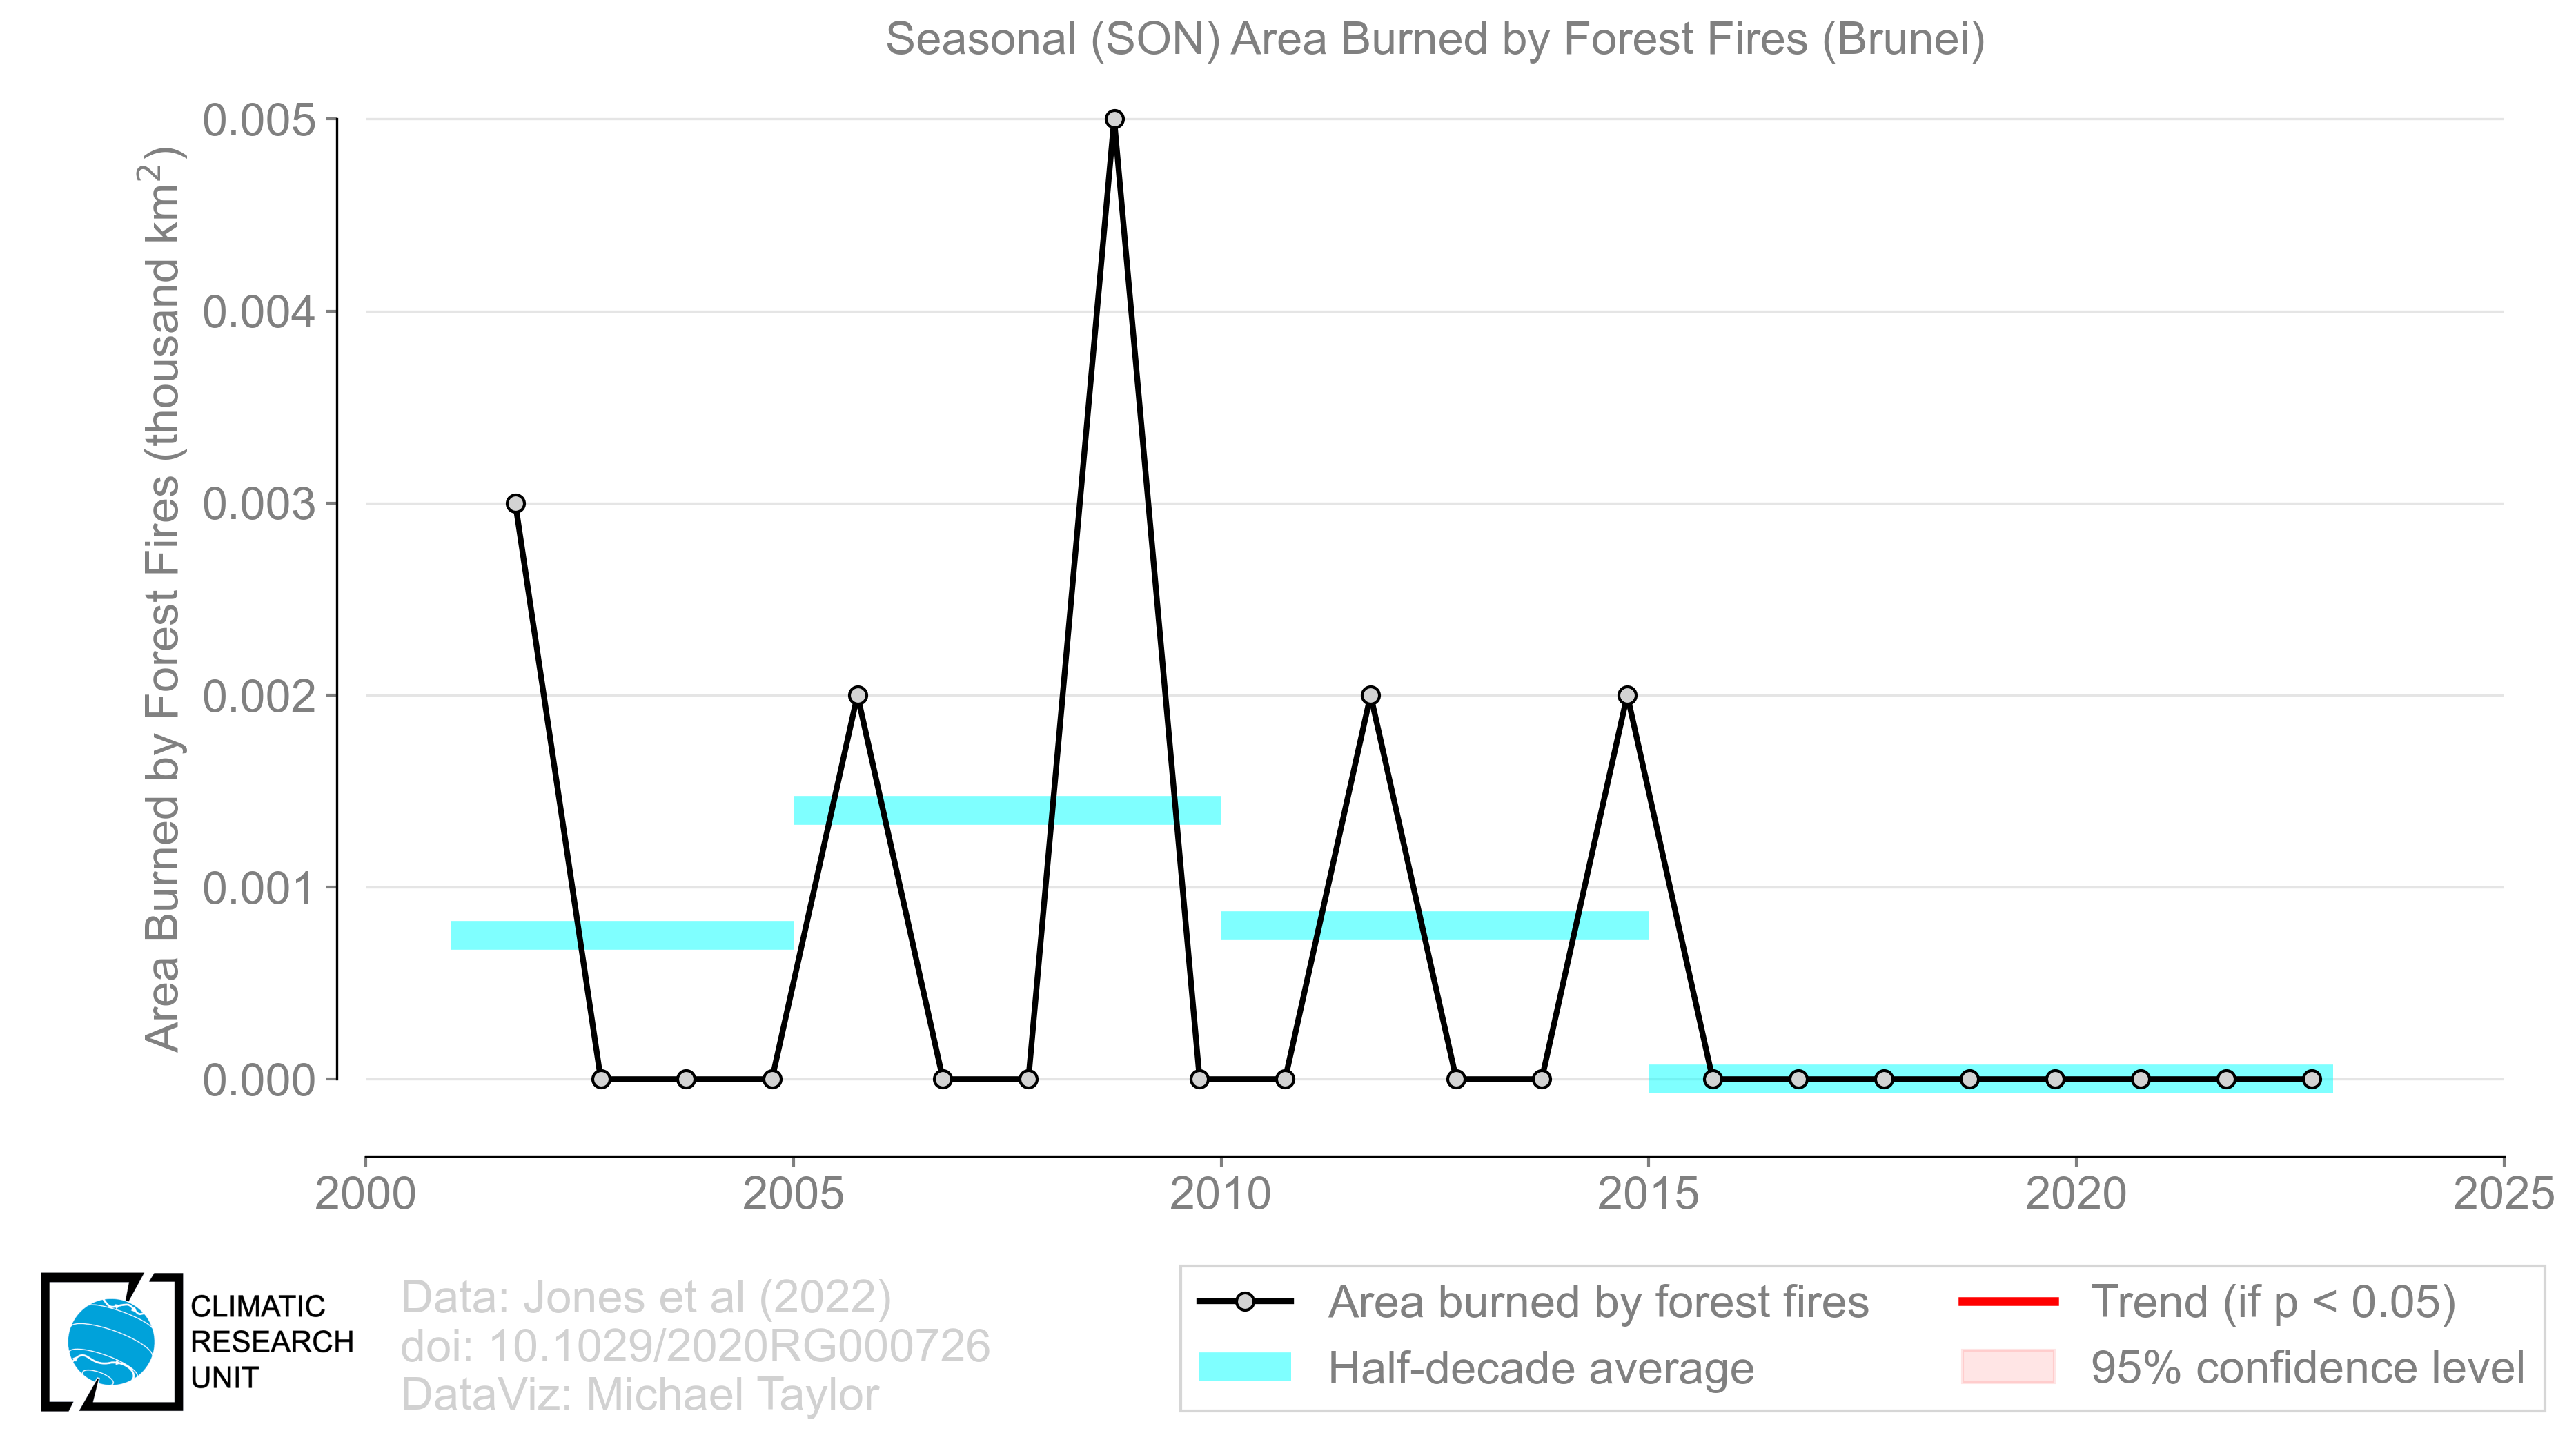 Seasonal (SON) Area Burned by Forest Fires (Brunei)
Area Burned by Forest Fires (thousand km²)
0.005
0.004
0.003
0.002
0.001
0.000
2000
2005
2010
2015
2020
2025
CLIMATIC
RESEARCH
UNIT
Data: Jones et al (2022)
doi: 10.1029/2020RG000726
DataViz: Michael Taylor
Area burned by forest fires
Half-decade average
Trend (if p < 0.05)
95% confidence level